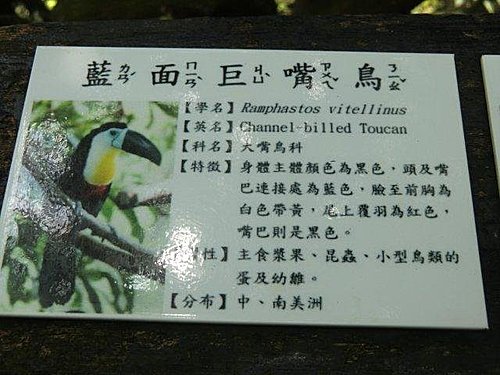 藍ㄌㄢˊ面ㄇㄧㄢˋ巨ㄐㄩˋ嘴ㄗㄨㄟˇ鳥ㄋㄧㄠˇ
【學名】Ramphastos vitellinus
【英名】Channel-billed Toucan
【科名】大嘴鳥科
【特徵】身體主體顏色為黑色，頭及嘴
巴連接處為藍色，臉至前胸為
白色帶黃，尾上覆羽為紅色，
嘴巴則是黑色。
性】主食漿果、昆蟲、小型鳥類的
蛋及幼雛。
【分布】中、南美洲